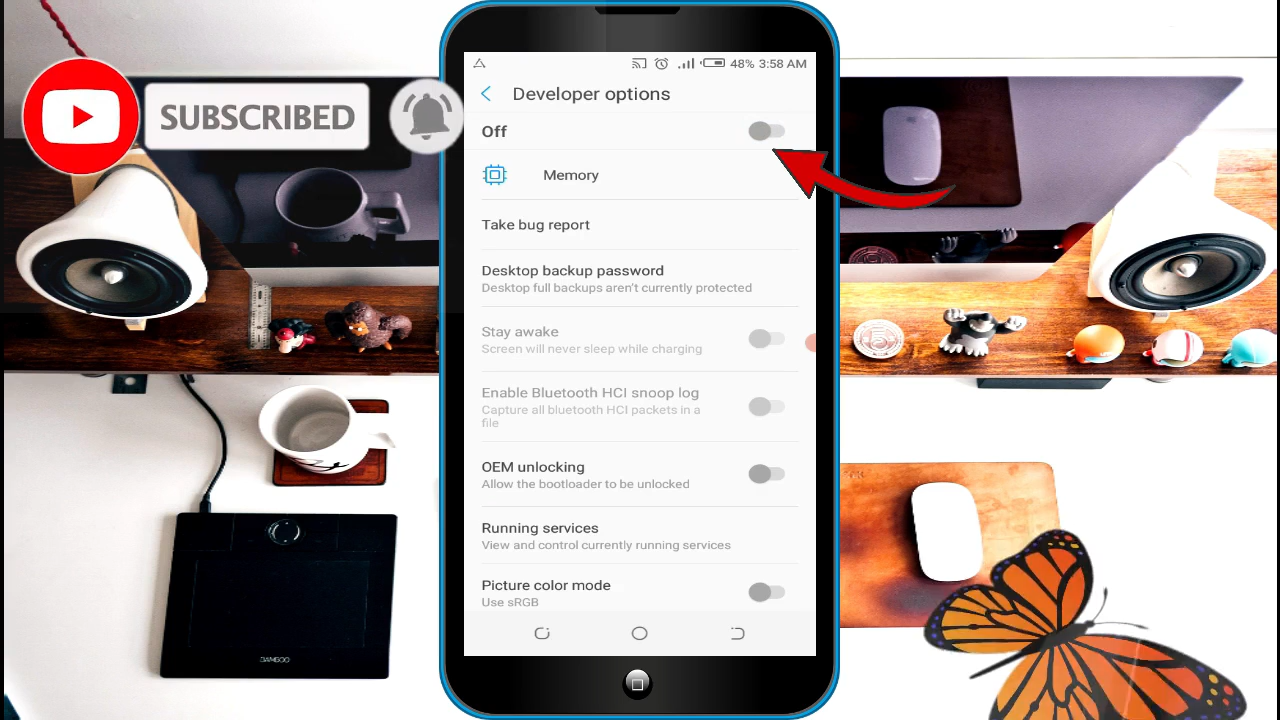 SUBSCRIBED
48% 3:58 AM
Developer options
Off
Memory
Take bug report
Desktop backup password
Desktop full backups aren't currently protected
Stay awake
Screen will never sleep while charging
Enable Bluetooth HCI snoop log
Capture all bluetooth HCI packets in a
file
OEM unlocking
Allow the bootloader to be unlocked
Running services
View and control currently running services
Picture color mode
Use sRGB
BAMBOO